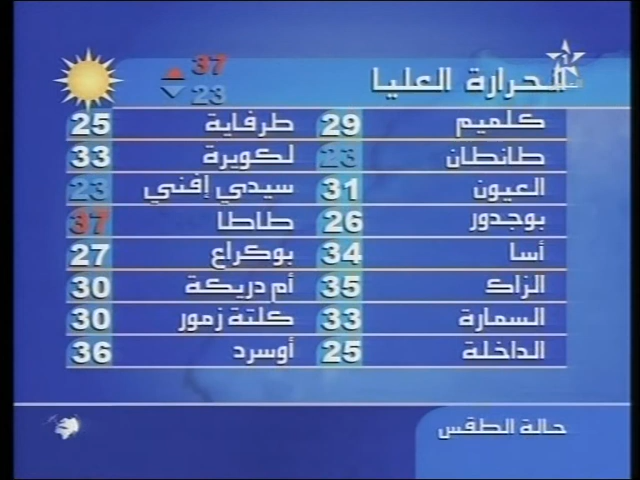 الحرارة العليا 37
23
كلميم 29 طرفاية 25
طانطان 23 لكويرة 33
العيون 31 سيدي إفني 23
بوجدور 26 طاطا 37
أسا 34 بوكراع 27
الزاك 35 أم دريكة 30
السمارة 33 كلتة زمور 30
الداخلة 25 أوسرد 36
حالة الطقس